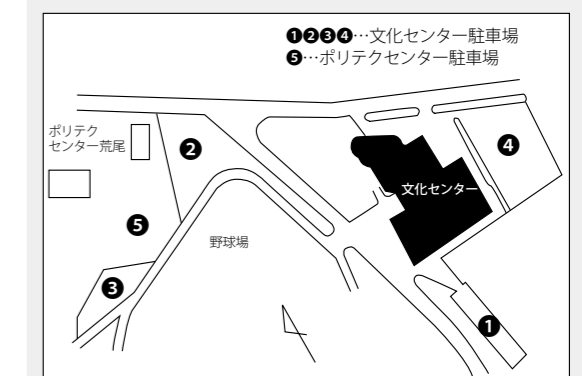 ❶❷❸❹…文化センター駐車場
❺…ポリテクセンター駐車場
ポリテク
センター荒尾
❷
❹
文化センター
❺
野球場
❸
❶